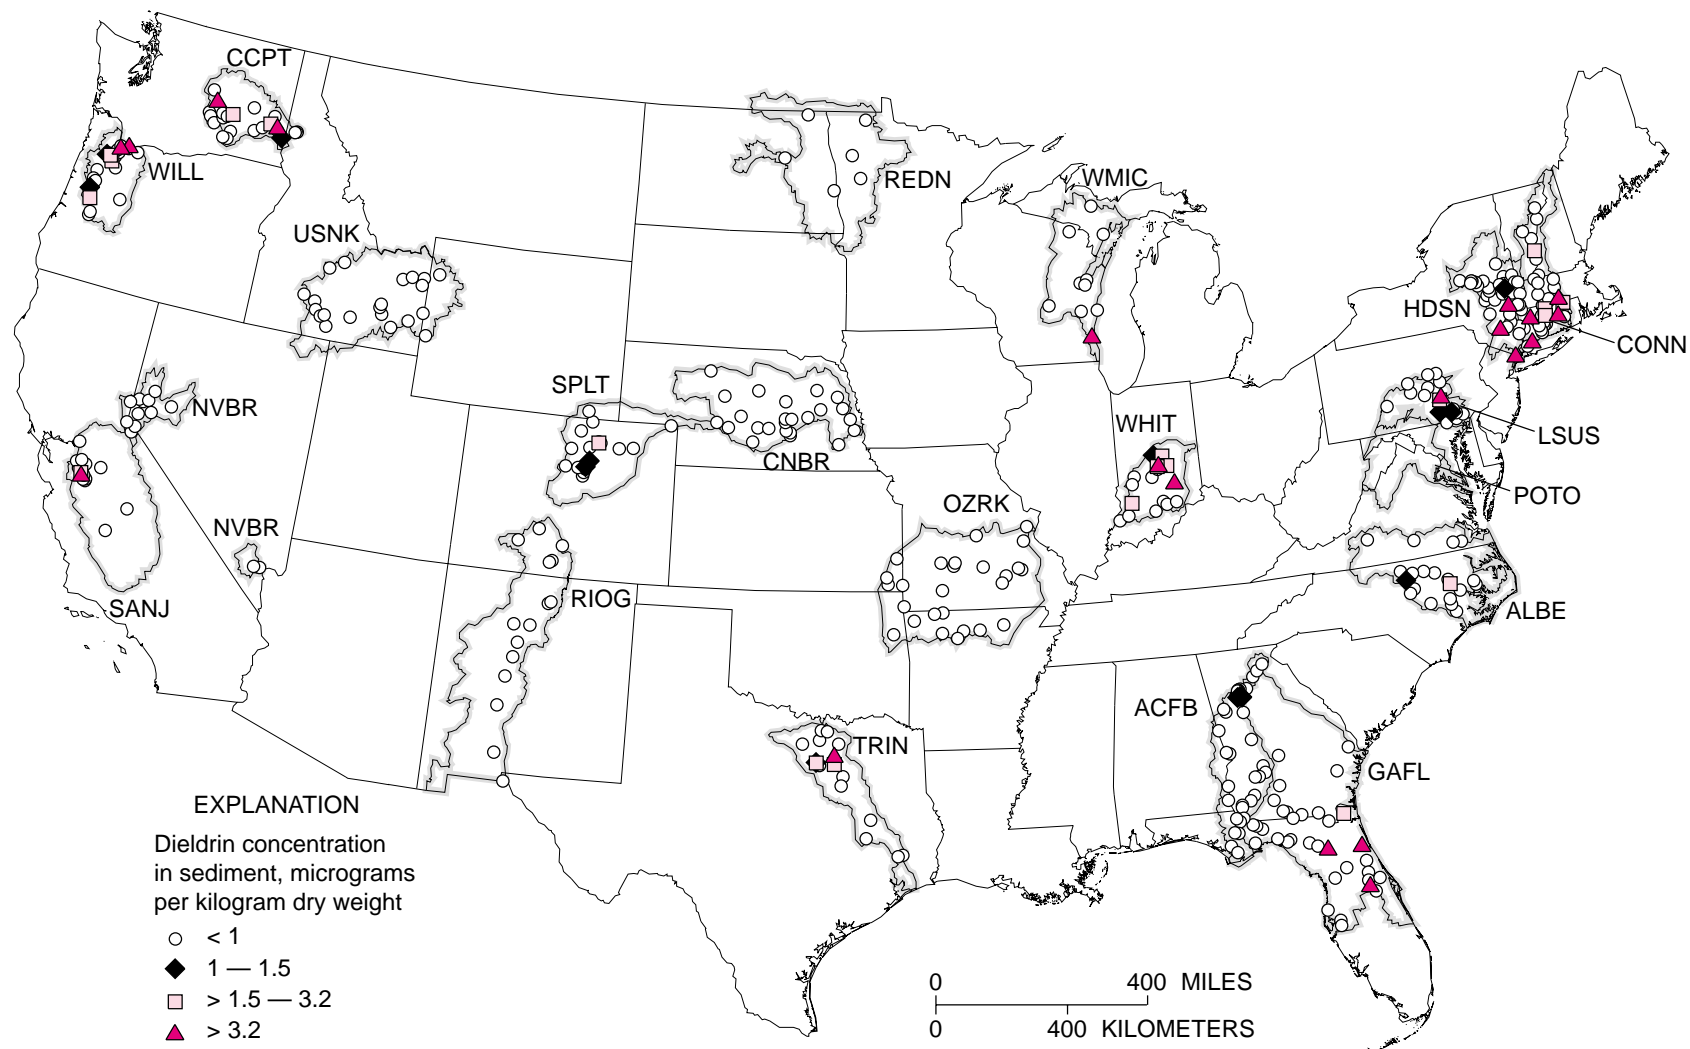 CCPT
WILL
REDN
WMIC
USNK
HDSN
CONN
NVBR
SPLT
WHIT
LSUS
CNBR
POTO
NVBR
OZRK
SANJ
RIOG
ALBE
ACFB
TRIN
GAFL
EXPLANATION
Dieldrin concentration
in sediment, micrograms
per kilogram dry weight
< 1
1 — 1.5
> 1.5 — 3.2
> 3.2
0 400 MILES
0 400 KILOMETERS